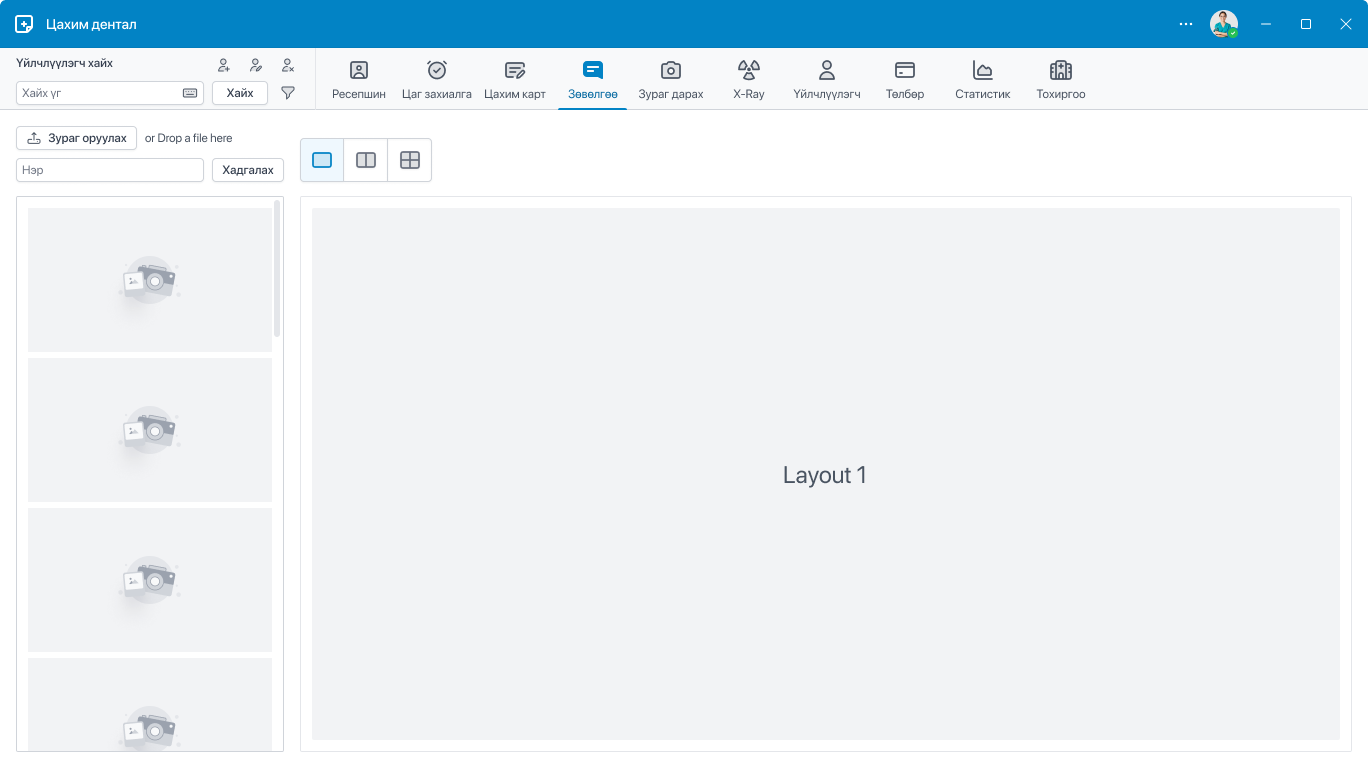 Цахим дентал
Үйлчлүүлэгч хайх
Хайх үг
Хайх
Ресепшин
Цаг захиалга
Цахим карт
Зөвөлгөө
Зураг дарах
X-Ray
Үйлчлүүлэгч
Төлбөр
Статистик
Тохиргоо
Зураг оруулах
or Drop a file here
Нэр
Хадгалах
Layout 1